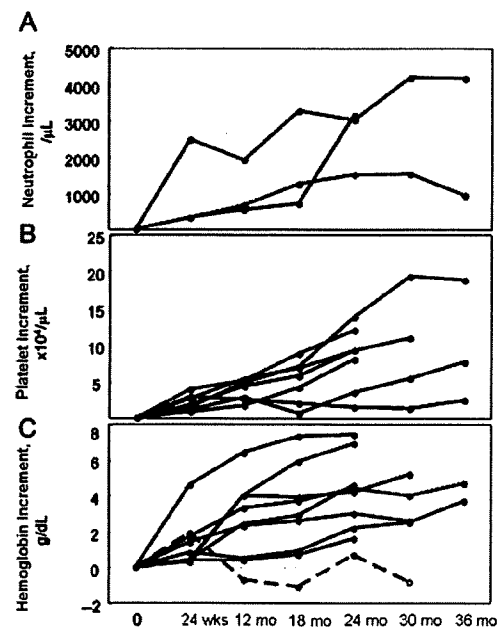 A
Neutrophil Increment,
/μL
5000
4000
3000
2000
1000
B
Platelet Increment,
x10⁴/μL
25
20
15
10
5
C
Hemoglobin Increment,
g/dL
8
6
4
2
0
−2
0 24 wks 12 mo 18 mo 24 mo 30 mo 36 mo